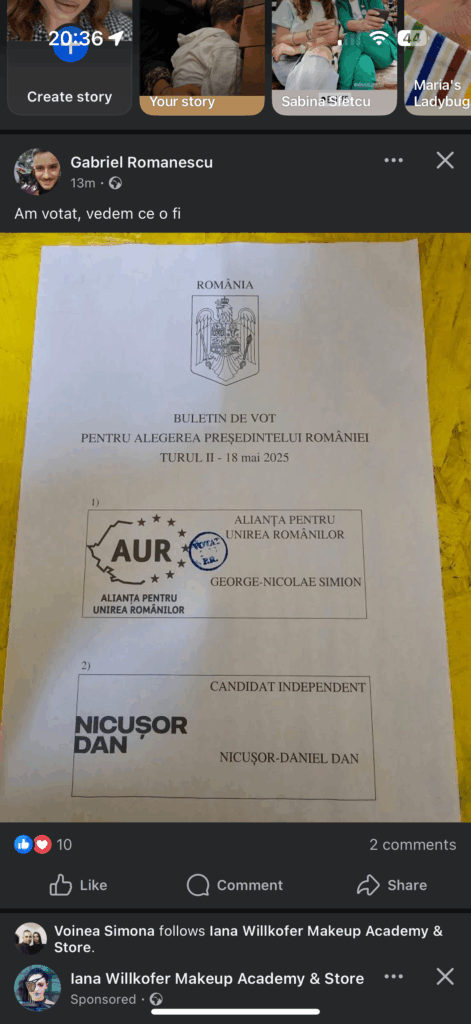 20:36
44
Create story
Your story
Sabina Sfetcu
Maria's
Ladybug
Gabriel Romanescu
13m
Am votat, vedem ce o fi
ROMÂNIA
BULETIN DE VOT
PENTRU ALEGEREA PREȘEDINTELUI ROMÂNIEI
TURUL II - 18 mai 2025
1)
AUR
ALIANȚA PENTRU
UNIREA ROMÂNILOR
VOTAT
ALIANȚA PENTRU
UNIREA ROMÂNILOR
GEORGE-NICOLAE SIMION
2)
NICUȘOR
DAN
CANDIDAT INDEPENDENT
NICUȘOR-DANIEL DAN
10
2 comments
Like
Comment
Share
Voinea Simona follows Iana Willkofer Makeup Academy &
Store.
Iana Willkofer Makeup Academy & Store
Sponsored